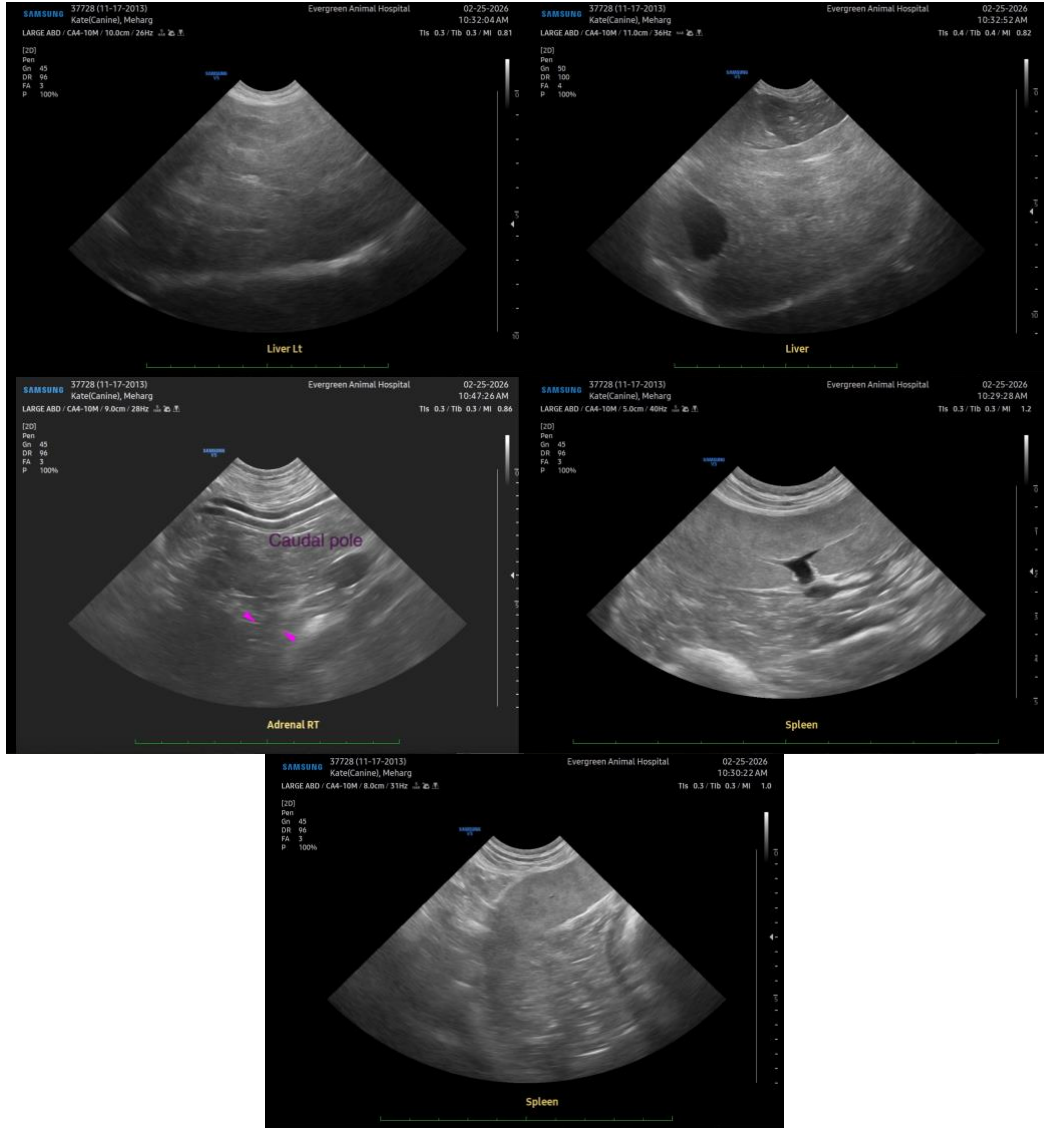 SAMSUNG 37728 (11-17-2013) Evergreen Animal Hospital 02-25-2026
Kate(Canine), Meharg 10:32:04 AM
LARGE ABD / CA4-10M / 10.0cm / 26Hz TIs 0.3 / TIb 0.3 / MI 0.81
[2D]
Pen
Gn 45
DR 96
FA 3
P 100%
SAMSUNG
V5
Liver Lt
SAMSUNG 37728 (11-17-2013) Evergreen Animal Hospital 02-25-2026
Kate(Canine), Meharg 10:32:52 AM
LARGE ABD / CA4-10M / 11.0cm / 36Hz TIs 0.4 / TIb 0.4 / MI 0.82
[2D]
Pen
Gn 50
DR 100
FA 4
P 100%
SAMSUNG
V5
10
Liver
SAMSUNG 37728 (11-17-2013) Evergreen Animal Hospital 02-25-2026
Kate(Canine), Meharg 10:47:26 AM
LARGE ABD / CA4-10M / 9.0cm / 28Hz TIs 0.3 / TIb 0.3 / MI 0.86
[2D]
Pen
Gn 45
DR 96
FA 3
P 100%
SAMSUNG
V5
Caudal pole
Adrenal RT
SAMSUNG 37728 (11-17-2013) Evergreen Animal Hospital 02-25-2026
Kate(Canine), Meharg 10:29:28 AM
LARGE ABD / CA4-10M / 5.0cm / 40Hz TIs 0.3 / TIb 0.3 / MI 1.2
[2D]
Pen
Gn 45
DR 96
FA 3
P 100%
SAMSUNG
V5
Spleen
SAMSUNG 37728 (11-17-2013) Evergreen Animal Hospital 02-25-2026
Kate(Canine), Meharg 10:30:22 AM
LARGE ABD / CA4-10M / 8.0cm / 31Hz TIs 0.3 / TIb 0.3 / MI 1.0
[2D]
Pen
Gn 45
DR 96
FA 3
P 100%
SAMSUNG
V5
Spleen